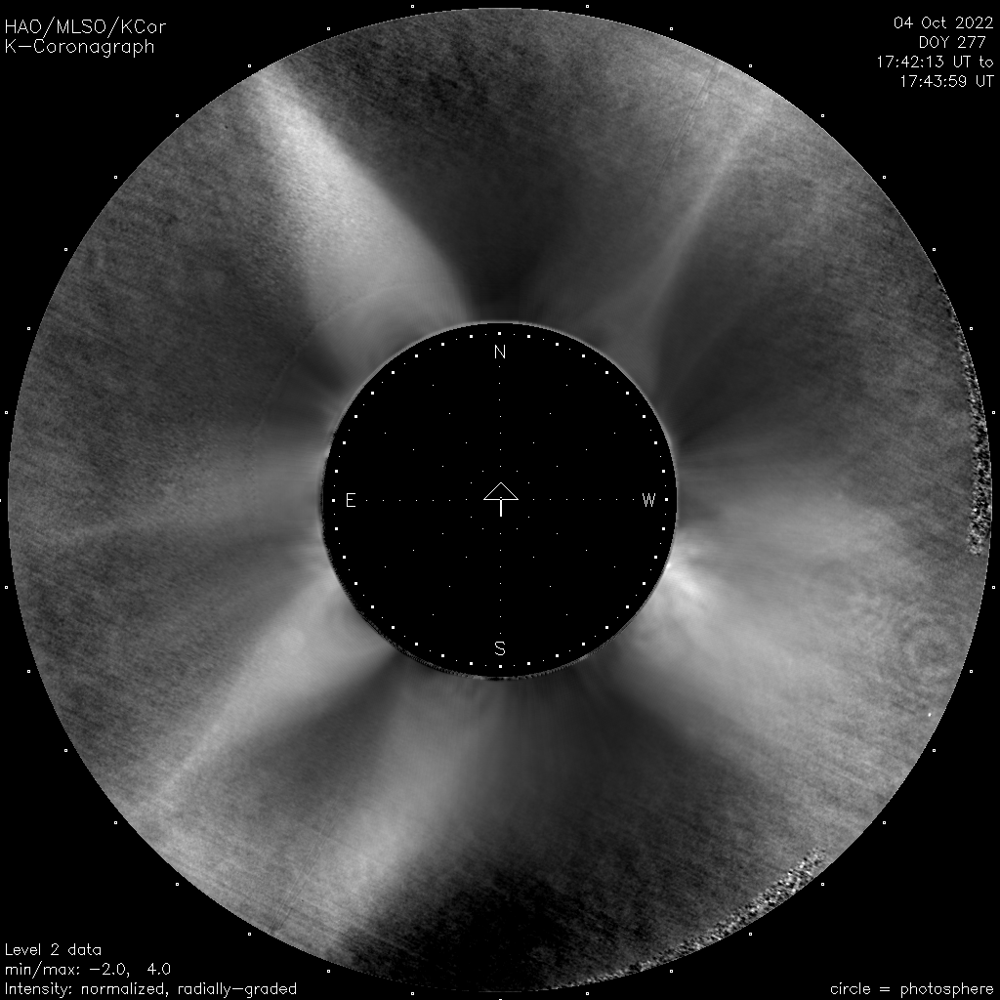 HAO/MLSO/KCor
K-Coronagraph
04 Oct 2022
DOY 277
17:42:13 UT to
17:43:59 UT
N
E
W
S
Level 2 data
min/max: -2.0, 4.0
Intensity: normalized, radially-graded
circle = photosphere